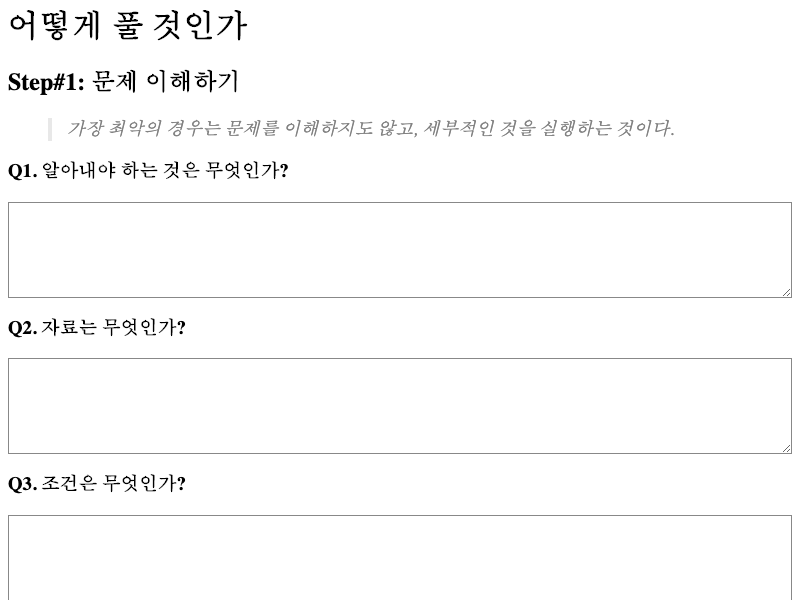 어떻게 풀 것인가
Step#1: 문제 이해하기
가장 최악의 경우는 문제를 이해하지도 않고, 세부적인 것을 실행하는 것이다.
Q1. 알아내야 하는 것은 무엇인가?
Q2. 자료는 무엇인가?
Q3. 조건은 무엇인가?